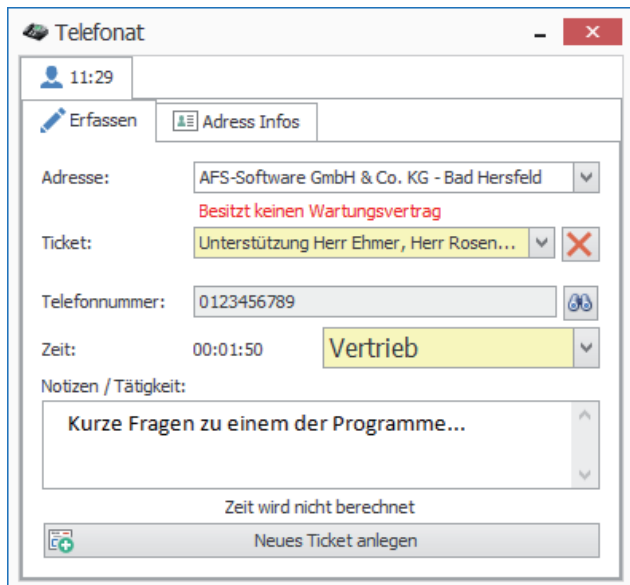 Telefonat
11:29
Erfassen Adress Infos
Adresse: AFS-Software GmbH & Co. KG - Bad Hersfeld
Besitzt keinen Wartungsvertrag
Ticket: Unterstützung Herr Ehmer, Herr Rosen...
Telefonnummer: 0123456789
Zeit: 00:01:50 Vertrieb
Notizen / Tätigkeit:
Kurze Fragen zu einem der Programme...
Zeit wird nicht berechnet
Neues Ticket anlegen